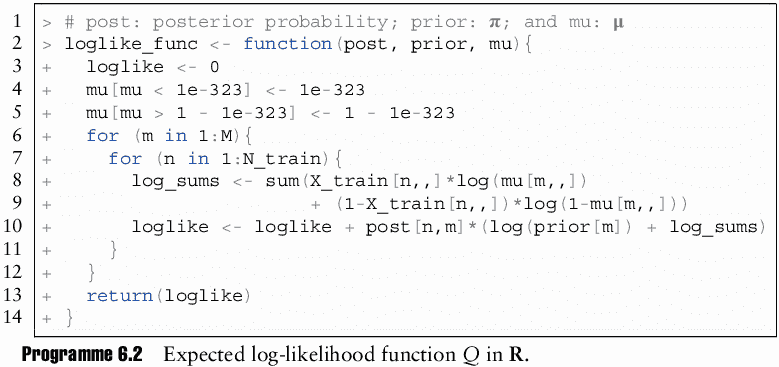 1: > # post: posterior probability; prior: π; and mu: μ
2 > loglike_func <- function(post, prior, mu){
3 + loglike <- 0
4 + mu[mu < 1e-323] <- 1e-323
5 + mu[mu > 1 - 1e-323] <- 1 - 1e-323
6 + for (m in 1:M){
7 + for (n in 1:N_train){
8 + log_sums <- sum(X_train[n,,]*log(mu[m,,])
9 + + (1-X_train[n,,])*log(1-mu[m,,]))
10 + loglike <- loglike + post[n,m]*(log(prior[m]) + log_sums)
11 + }
12 + }
13 + return(loglike)
14 + }
Programme 6.2 Expected log-likelihood function Q in R.